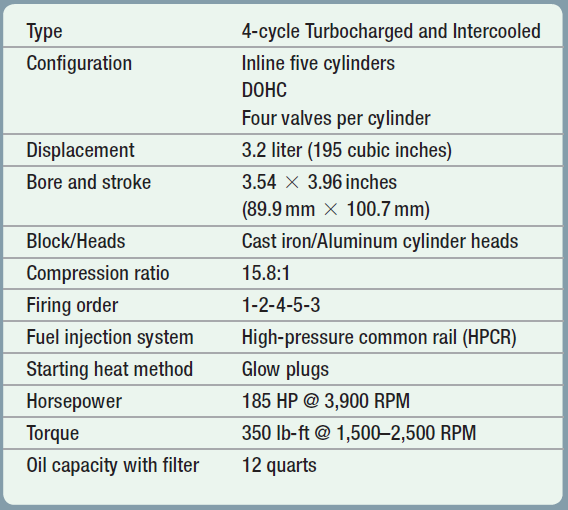 Type 4-cycle Turbocharged and Intercooled
Configuration Inline five cylinders
DOHC
Four valves per cylinder
Displacement 3.2 liter (195 cubic inches)
Bore and stroke 3.54 × 3.96 inches
(89.9 mm × 100.7 mm)
Block/Heads Cast iron/Aluminum cylinder heads
Compression ratio 15.8:1
Firing order 1-2-4-5-3
Fuel injection system High-pressure common rail (HPCR)
Starting heat method Glow plugs
Horsepower 185 HP @ 3,900 RPM
Torque 350 lb-ft @ 1,500–2,500 RPM
Oil capacity with filter 12 quarts